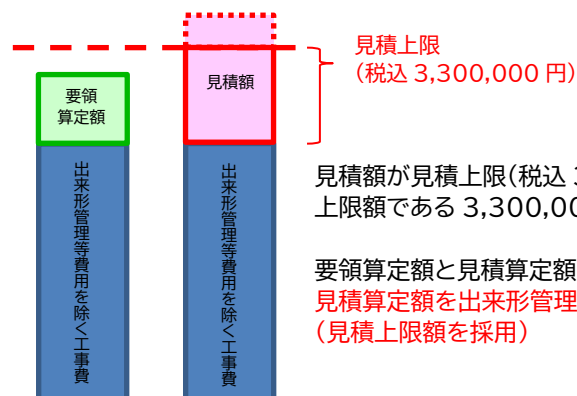 見積上限
(税込 3,300,000 円)
要領
算定額
見積額
出来形管理等費用を除く工事費
出来形管理等費用を除く工事費
見積額が見積上限(税込
上限額である 3,300,00
要領算定額と見積算定額
見積算定額を出来形管理
(見積上限額を採用)